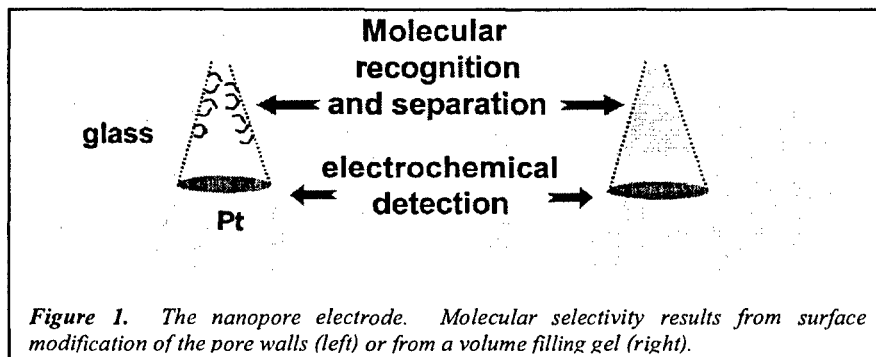 Molecular
recognition
and separation
glass
electrochemical
detection
Pt
Figure 1. The nanopore electrode. Molecular selectivity results from surface
modification of the pore walls (left) or from a volume filling gel (right).